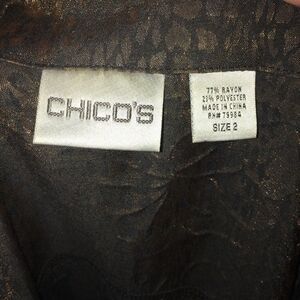 CHICO'S
77% RAYON
23% POLYESTER
MADE IN CHINA
RN# 79984
SIZE 2